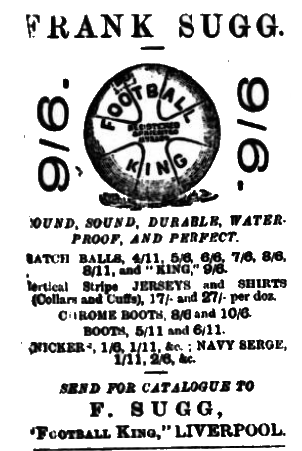 FRANK SUGG.
9/6.
FOOTBALL
REGISTERED
KING
9/6.
ROUND, SOUND, DURABLE, WATER-
PROOF, AND PERFECT.
MATCH BALLS, 4/11, 5/6, 6/6, 7/6, 8/6,
8/11, and "KING," 9/6.
Vertical Stripe JERSEYS and SHIRTS
(Collars and Cuffs), 17/- and 27/- per doz.
CHROME BOOTS, 8/6 and 10/6.
BOOTS, 5/11 and 6/11.
KNICKERS, 1/6, 1/11, &c.; NAVY SERGE,
1/11, 2/6, &c.
SEND FOR CATALOGUE TO
F. SUGG,
"FOOTBALL KING," LIVERPOOL.